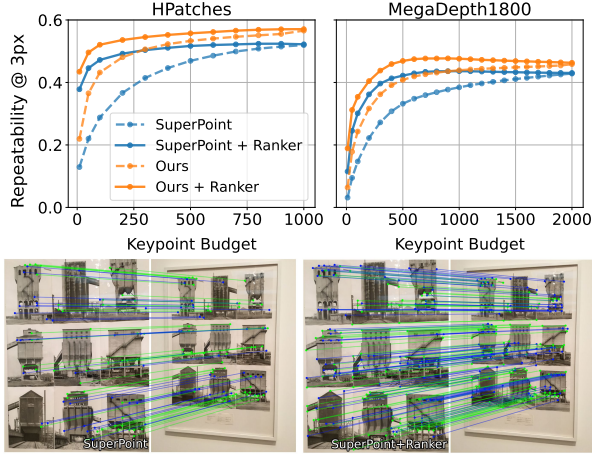 HPatches
MegaDepth1800
Repeatability @ 3px
0.6
0.4
0.2
0.0
SuperPoint
SuperPoint + Ranker
Ours
Ours + Ranker
0 250 500 750 1000
0 500 1000 1500 2000
Keypoint Budget
Keypoint Budget
SuperPoint
SuperPoint+Ranker